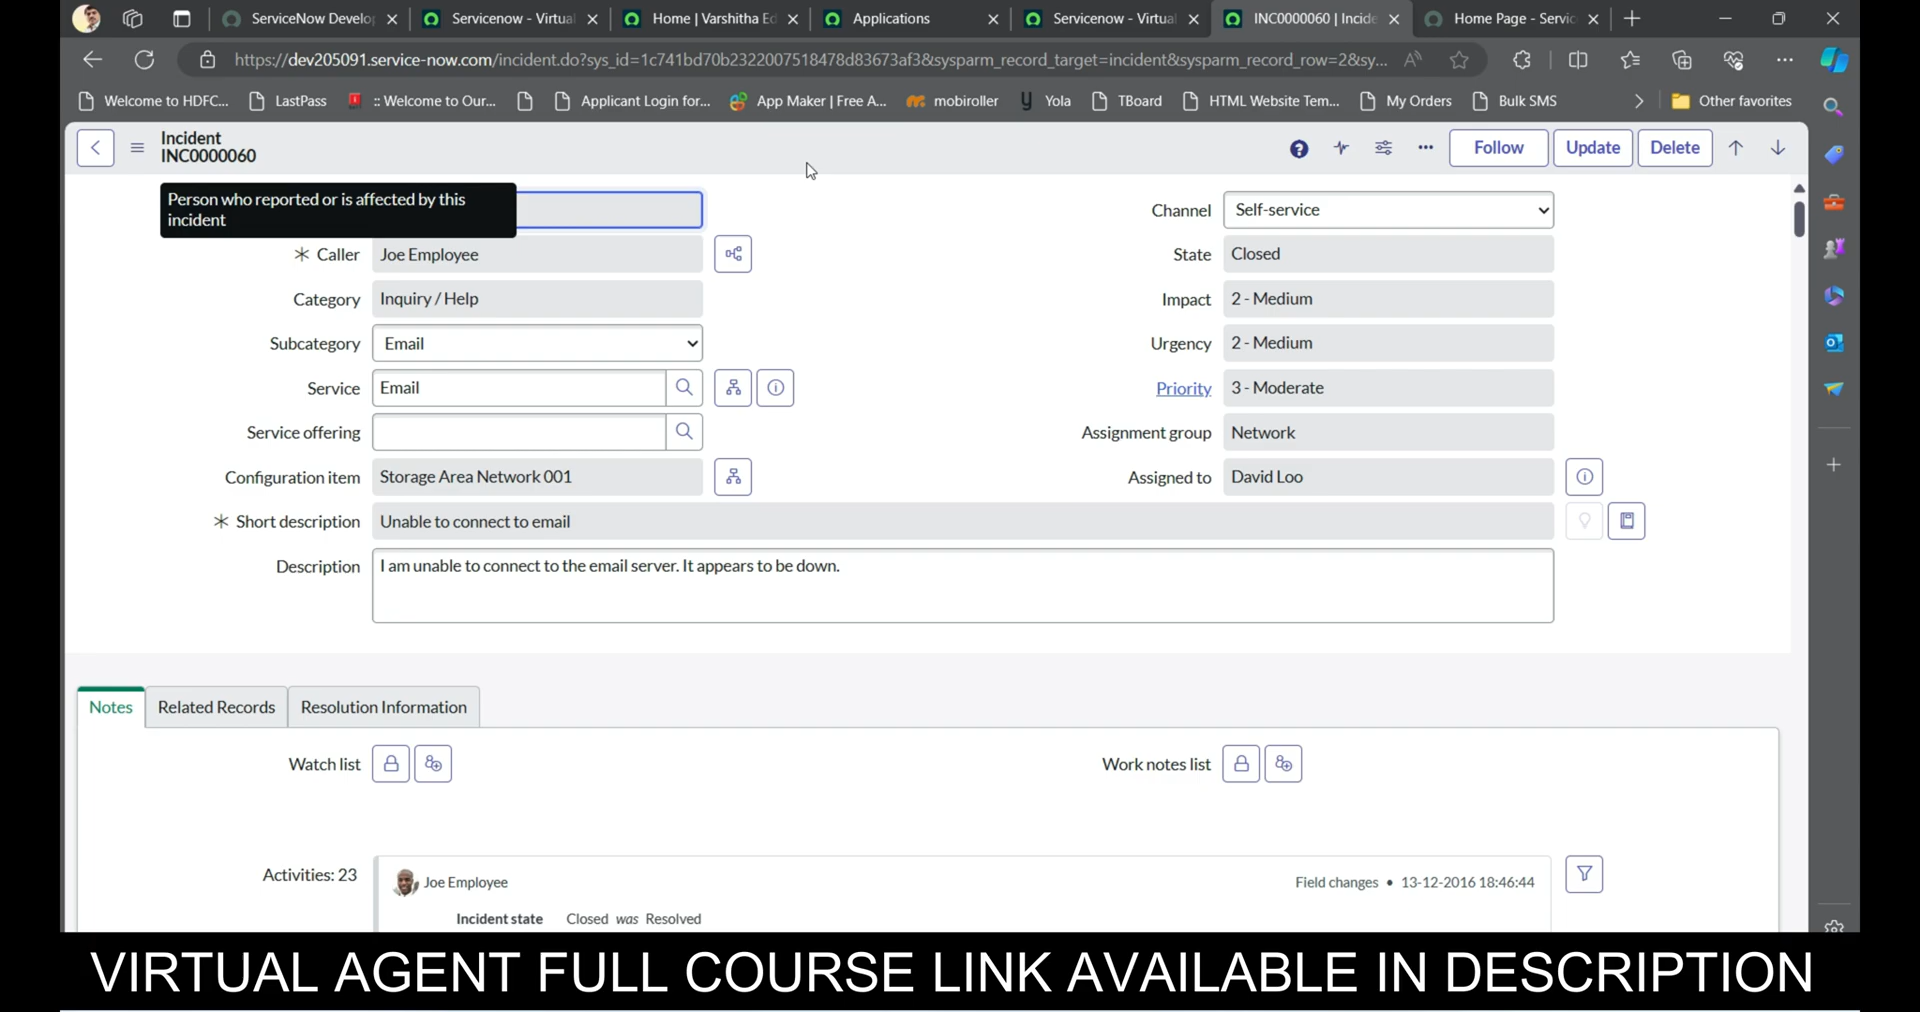 ServiceNow Develo
Servicenow - Virtual
Home | Varshitha Ed
Applications
Servicenow - Virtual
INC0000060 | Incide
Home Page - Servic
https://dev205091.service-now.com/incident.do?sys_id=1c741bd70b2322007518478d83673af3&sysparm_record_target=incident&sysparm_record_row=2&sy...
Welcome to HDFC...
LastPass
:: Welcome to Our...
Applicant Login for...
App Maker | Free A...
mobiroller
Yola
TBoard
HTML Website Tem...
My Orders
Bulk SMS
Other favorites
Incident
INC0000060
Follow
Update
Delete
Person who reported or is affected by this
incident
Channel Self-service
Caller Joe Employee
State Closed
Category Inquiry / Help
Impact 2 - Medium
Subcategory Email
Urgency 2 - Medium
Service Email
Priority 3 - Moderate
Service offering
Assignment group Network
Configuration item Storage Area Network 001
Assigned to David Loo
Short description Unable to connect to email
Description I am unable to connect to the email server. It appears to be down.
Notes
Related Records
Resolution Information
Watch list
Work notes list
Activities: 23
Joe Employee
Field changes • 13-12-2016 18:46:44
Incident state Closed was Resolved
VIRTUAL AGENT FULL COURSE LINK AVAILABLE IN DESCRIPTION